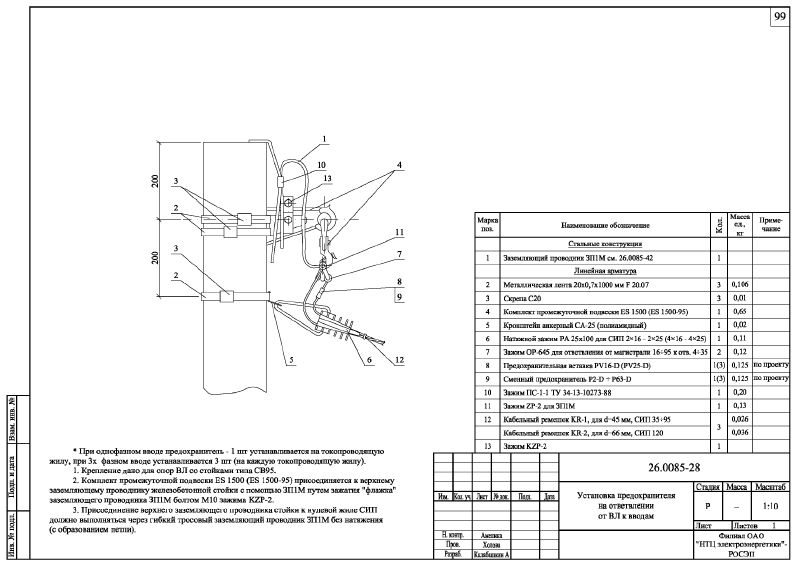 99
1
10
13
4
200
3
2
3
200
2
11
7
8
9
5
6
12
Марка поз.
Наименование обозначение
Кол.
Масса ед., кг
Приме-чание
Стальные конструкции
1 Заземляющий проводник ЗП1М см. 26.0085-42 1
Линейная арматура
2 Металлическая лента 20х0,7х1000 мм F 20.07 3 0,106
3 Скрепа С20 3 0,01
4 Комплект промежуточной подвески ES 1500 (ES 1500-95) 1 0,65
5 Кронштейн анкерный СА-25 (полиамидный) 1 0,02
6 Натяжной зажим РА 25х100 для СИП 2×16 - 2×25 (4×16 - 4×25) 1 0,11
7 Зажим ОР-645 для ответвления от магистрали 16÷95 к отв. 4÷35 2 0,12
8 Предохранительная вставка PV16-D (PV25-D) 1(3) 0,125 по проекту
9 Сменный предохранитель P2-D ÷ P63-D 1(3) 0,125 по проекту
10 Зажим ПС-1-1 ТУ 34-13-10273-88 1 0,20
11 Зажим ZP-2 для ЗП1М 1 0,13
12 Кабельный ремешок KR-1, для d=45 мм, СИП 35÷95 3 0,026
Кабельный ремешок KR-2, для d=66 мм, СИП 120 0,036
13 Зажим KZP-2 1
* При однофазном вводе предохранитель - 1 шт устанавливается на токопроводящую
жилу, при 3х фазном вводе устанавливается 3 шт (на каждую токопроводящую жилу).
1. Крепление дано для опор ВЛ со стойками типа СВ95.
2. Комплект промежуточной подвески ES 1500 (ES 1500-95) присоединяется к верхнему
заземляющему проводнику железобетонной стойки с помощью ЗП1М путем зажатия "флажка"
заземляющего проводника ЗП1М болтом М10 зажима KZP-2.
3. Присоединение верхнего заземляющего проводника стойки к нулевой жиле СИП
должно выполняться через гибкий тросовый заземляющий проводник ЗП1М без натяжения
(с образованием петли).
Взам. инв. №
Подп. и дата
Инв. № подл.
26.0085-28
Изм. Кол. уч Лист № док. Подп. Дата
Установка предохранителя
на ответвлении
от ВЛ к вводам
Стадия Масса Масштаб
Р – 1:10
Лист Листов 1
Н. контр. Амелина
Пров. Холова
Разраб. Калабашкин А
Филиал ОАО
"НТЦ электроэнергетики"-
РОСЭП